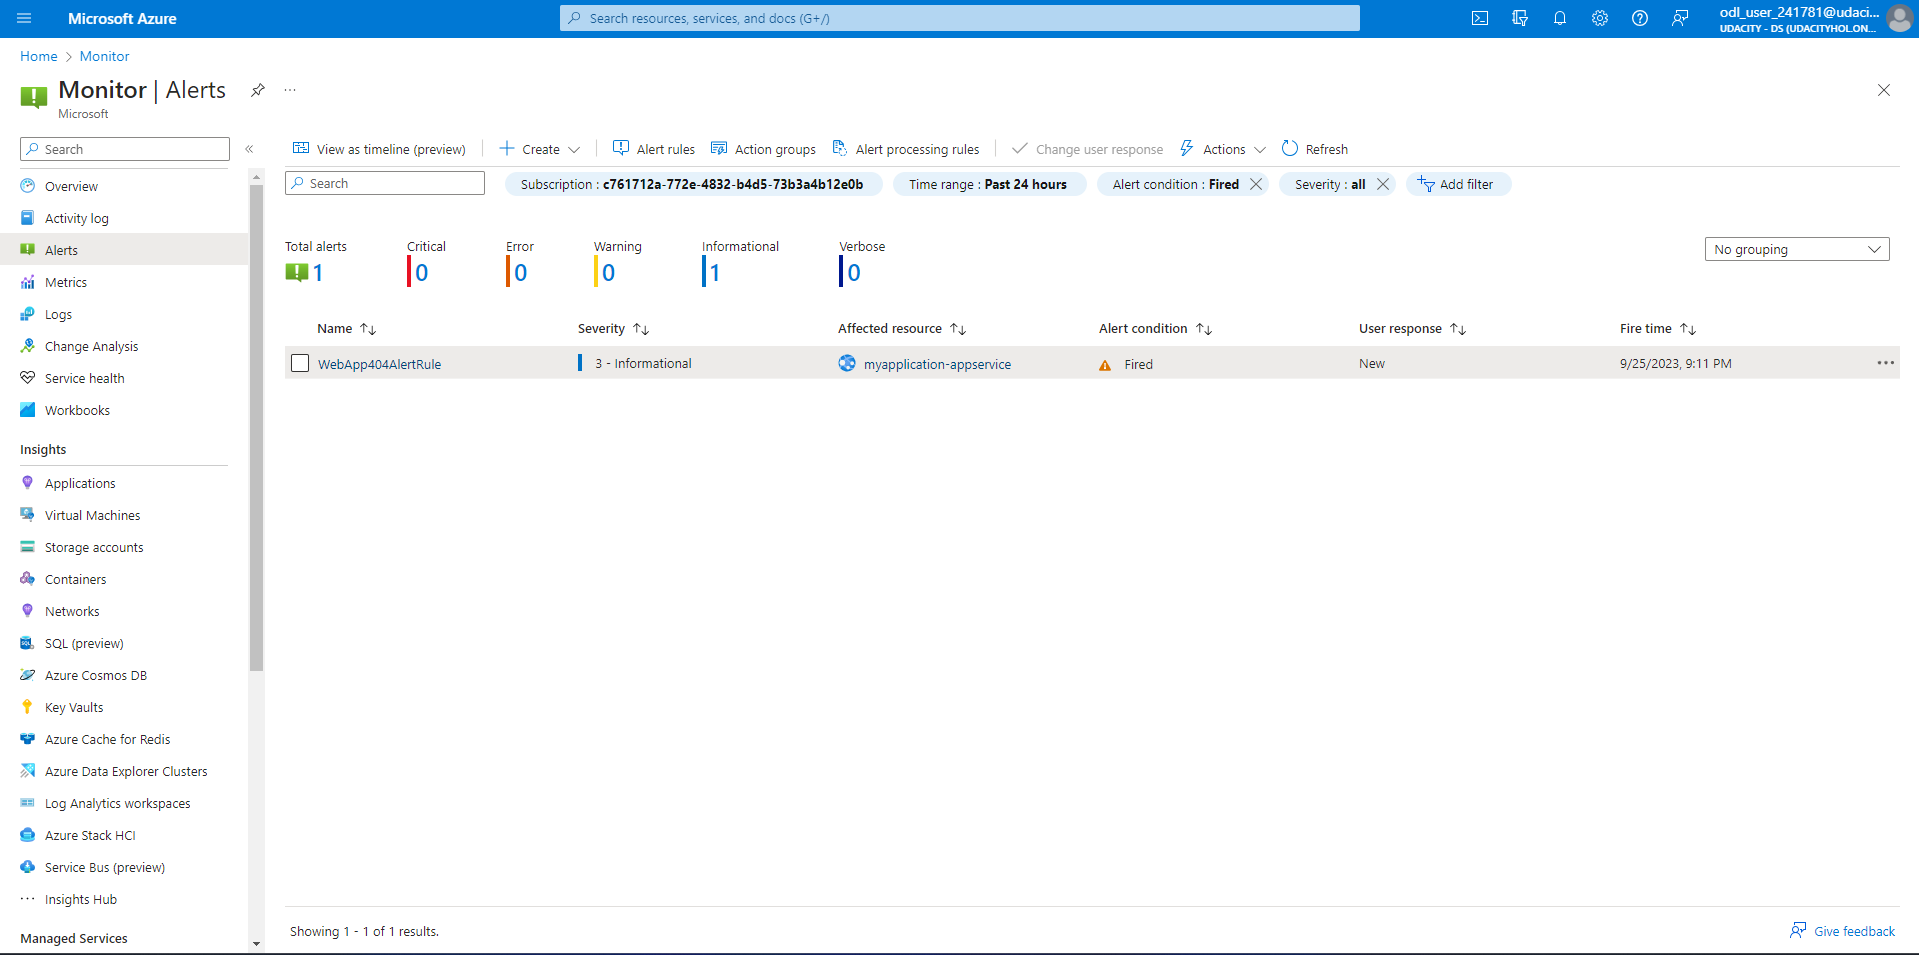 Microsoft Azure
Search resources, services, and docs (G+/)
odl_user_241781@udaci...
UDACITY - DS (UDACITYHOL.ON...
Home > Monitor
Monitor | Alerts
...
Microsoft
Search
«
View as timeline (preview)
Create
Alert rules
Action groups
Alert processing rules
Change user response
Actions
Refresh
Search
Subscription : c761712a-772e-4832-b4d5-73b3a4b12e0b
Time range : Past 24 hours
Alert condition : Fired
Severity : all
Add filter
Overview
Activity log
Alerts
Metrics
Logs
Change Analysis
Service health
Workbooks
Insights
Applications
Virtual Machines
Storage accounts
Containers
Networks
SQL (preview)
Azure Cosmos DB
Key Vaults
Azure Cache for Redis
Azure Data Explorer Clusters
Log Analytics workspaces
Azure Stack HCI
Service Bus (preview)
Insights Hub
Managed Services
Total alerts
1
Critical
0
Error
0
Warning
0
Informational
1
Verbose
0
No grouping
Name ↑↓ Severity ↑↓ Affected resource ↑↓ Alert condition ↑↓ User response ↑↓ Fire time ↑↓
WebApp404AlertRule 3 - Informational myapplication-appservice Fired New 9/25/2023, 9:11 PM ...
Showing 1 - 1 of 1 results.
Give feedback